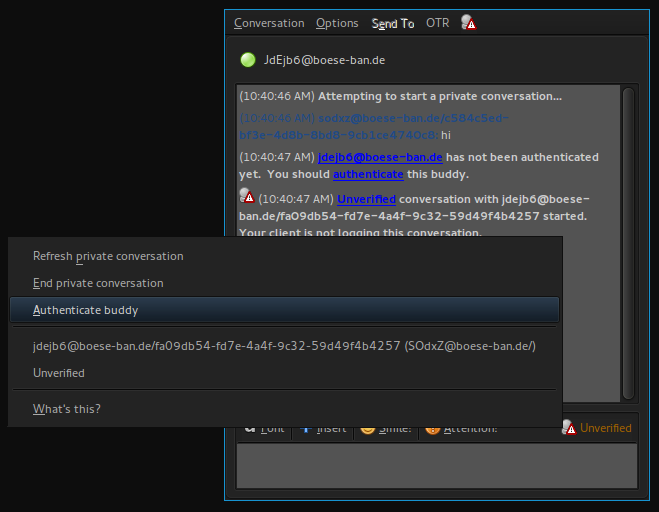 Conversation Options Send To OTR
JdEjb6@boese-ban.de
(10:40:46 AM) Attempting to start a private conversation...
(10:40:46 AM) sodxz@boese-ban.de/c584c5ed-
bf3e-4d8b-8bd8-9cb1ce4240c8: hi
(10:40:47 AM) jdejb6@boese-ban.de has not been authenticated
yet. You should authenticate this buddy.
(10:40:47 AM) Unverified conversation with jdejb6@boese-
ban.de/fa09db54-fd7e-4a4f-9c32-59d49f4b4257 started.
Your client is not logging this conversation.
Refresh private conversation
End private conversation
Authenticate buddy
jdejb6@boese-ban.de/fa09db54-fd7e-4a4f-9c32-59d49f4b4257 (SOdxZ@boese-ban.de/)
Unverified
What's this?
Font Insert Smile! Attention! Unverified